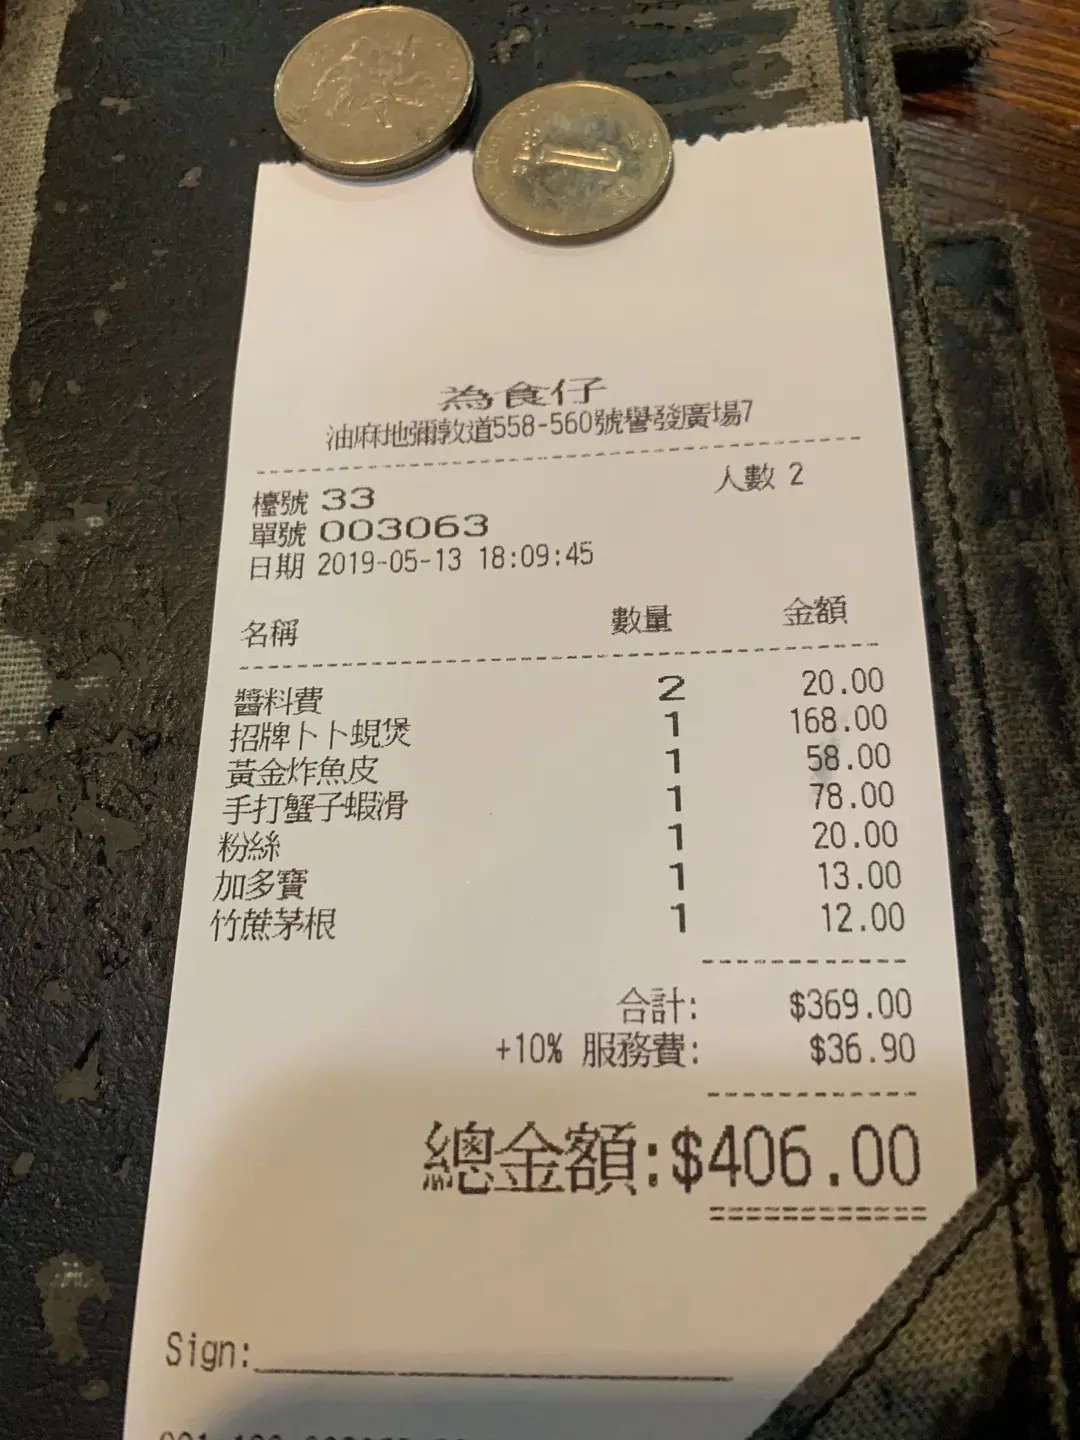 1
為食仔
油麻地彌敦道558-560號譽發廣場7
人數 2
檯號 33
單號 003063
日期 2019-05-13 18:09:45
名稱 數量 金額
醬料費 2 20.00
招牌卜卜蜆煲 1 168.00
黃金炸魚皮 1 58.00
手打蟹子蝦滑 1 78.00
粉絲 1 20.00
加多寶 1 13.00
竹蔗茅根 1 12.00
合計: $369.00
+10% 服務費: $36.90
總金額:$406.00
Sign: